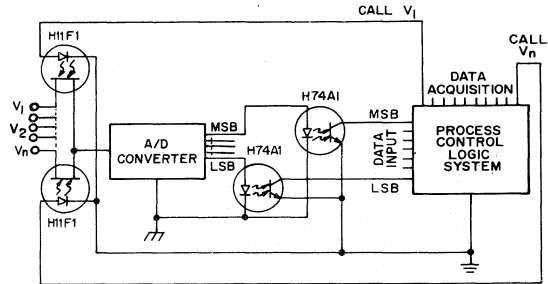 CALL V1
CALL
Vn
H11F1
DATA
ACQUISITION
H74A1
V1
V2
Vn
MSB
MSB
A/D
CONVERTER
H74A1
DATA
INPUT
PROCESS
CONTROL
LOGIC
SYSTEM
LSB
LSB
H11F1